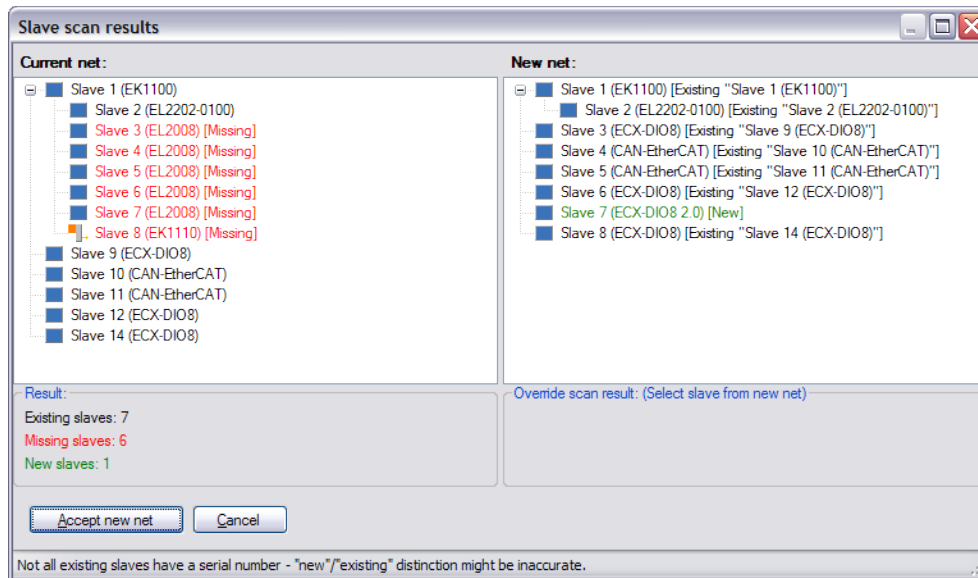 Slave scan results
Current net:
Slave 1 (EK1100)
Slave 2 (EL2202-0100)
Slave 3 (EL2008) [Missing]
Slave 4 (EL2008) [Missing]
Slave 5 (EL2008) [Missing]
Slave 6 (EL2008) [Missing]
Slave 7 (EL2008) [Missing]
Slave 8 (EK1110) [Missing]
Slave 9 (ECX-DIO8)
Slave 10 (CAN-EtherCAT)
Slave 11 (CAN-EtherCAT)
Slave 12 (ECX-DIO8)
Slave 14 (ECX-DIO8)
New net:
Slave 1 (EK1100) [Existing "Slave 1 (EK1100)"]
Slave 2 (EL2202-0100) [Existing "Slave 2 (EL2202-0100)"]
Slave 3 (ECX-DIO8) [Existing "Slave 9 (ECX-DIO8)"]
Slave 4 (CAN-EtherCAT) [Existing "Slave 10 (CAN-EtherCAT)"]
Slave 5 (CAN-EtherCAT) [Existing "Slave 11 (CAN-EtherCAT)"]
Slave 6 (ECX-DIO8) [Existing "Slave 12 (ECX-DIO8)"]
Slave 7 (ECX-DIO8 2.0) [New]
Slave 8 (ECX-DIO8) [Existing "Slave 14 (ECX-DIO8)"]
Result:
Existing slaves: 7
Missing slaves: 6
New slaves: 1
Override scan result: (Select slave from new net)
Accept new net
Cancel
Not all existing slaves have a serial number - "new"/"existing" distinction might be inaccurate.